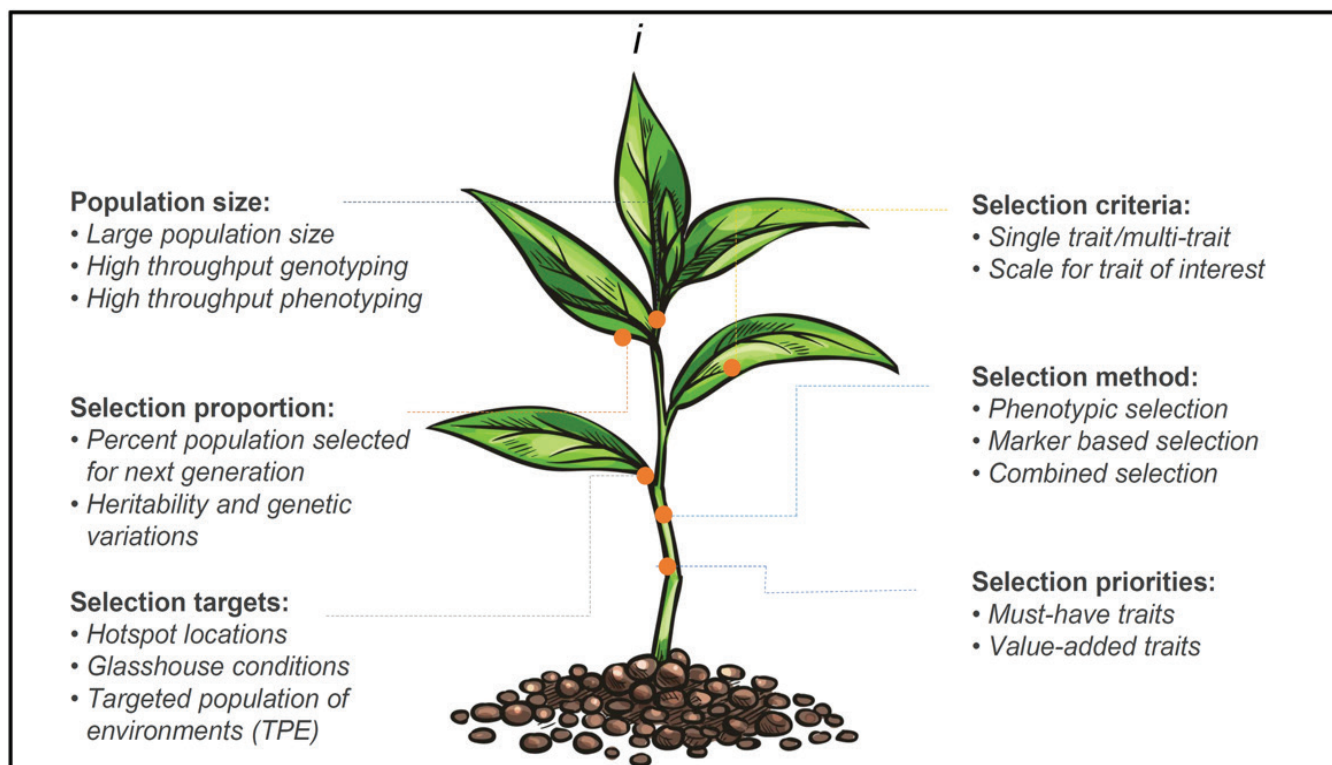 i
Population size:
• Large population size
• High throughput genotyping
• High throughput phenotyping
Selection proportion:
• Percent population selected
for next generation
• Heritability and genetic
variations
Selection targets:
• Hotspot locations
• Glasshouse conditions
• Targeted population of
environments (TPE)
Selection criteria:
• Single trait/multi-trait
• Scale for trait of interest
Selection method:
• Phenotypic selection
• Marker based selection
• Combined selection
Selection priorities:
• Must-have traits
• Value-added traits